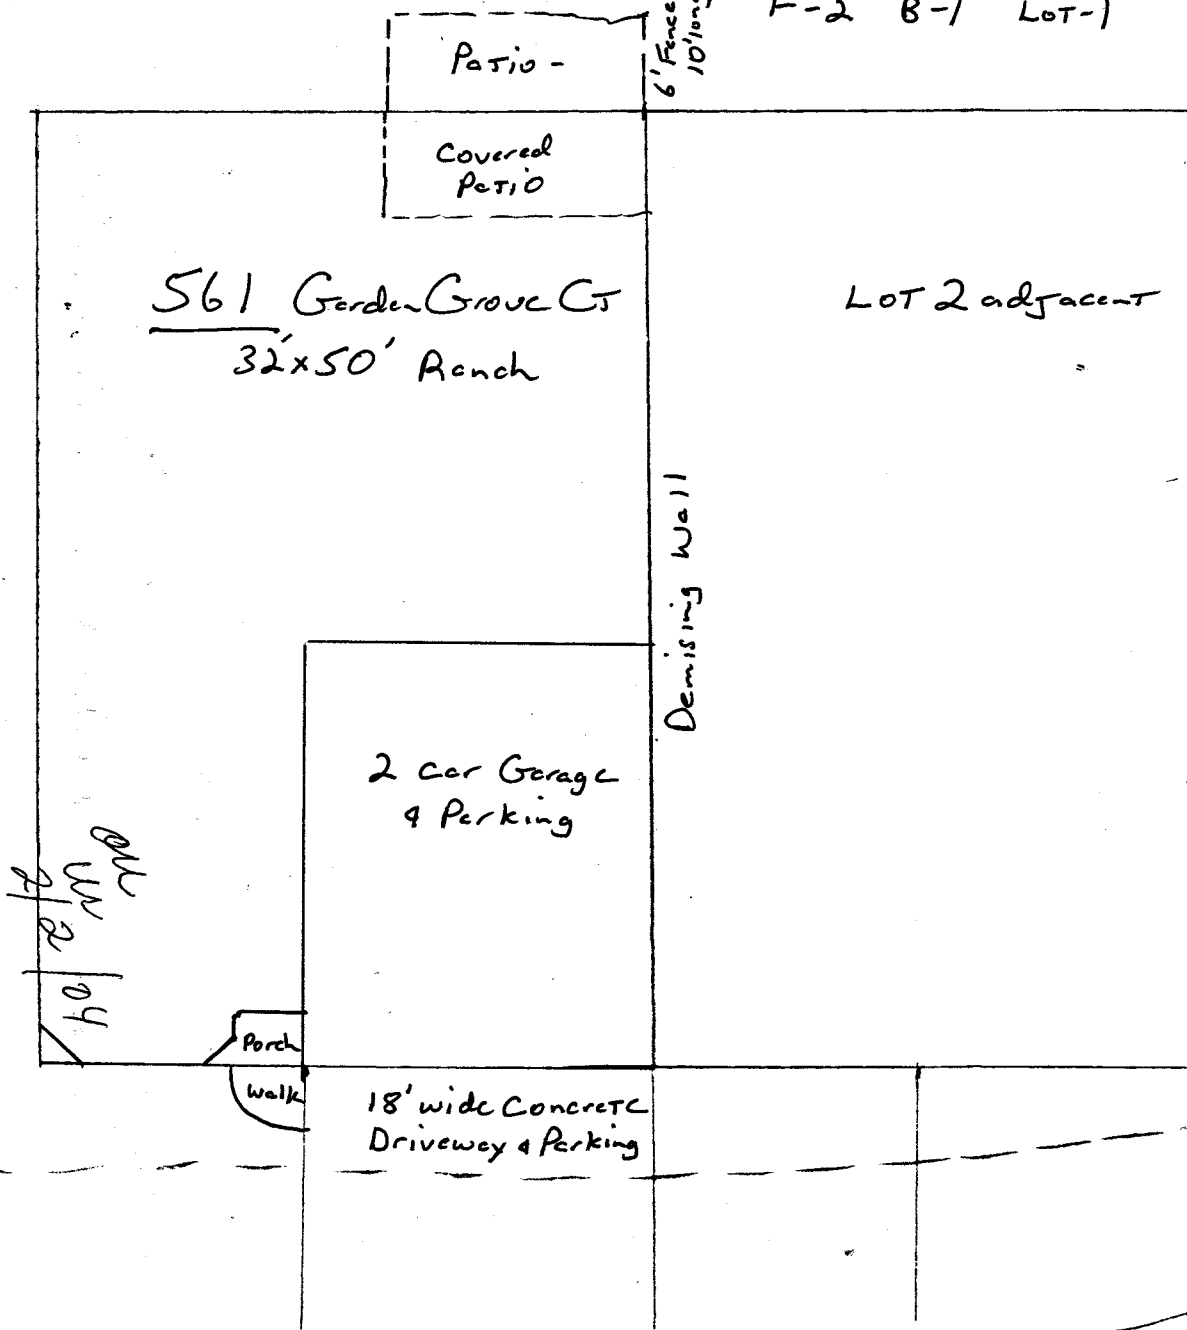 F-2 B-1 LOT-1
6' Fence
10' long
Patio -
Covered
Patio
561 Garden Grove CT
32'x50' Ranch
LOT 2 adjacent
Demising Wall
2 Car Garage
& Parking
2/2/04
Porch
Walk
18' wide Concrete
Driveway & Parking